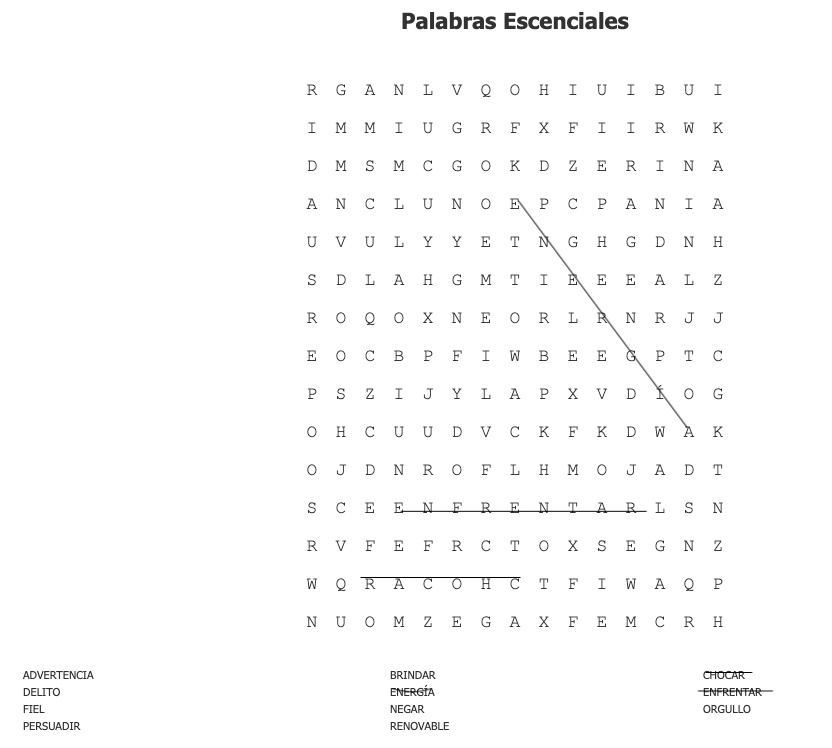 Palabras Escenciales
R G A N L V Q O H I U I B U I
I M M I U G R F X F I I R W K
D M S M C G O K D Z E R I N A
A N C L U N O E P C P A N I A
U V U L Y Y E T N G H G D N H
S D L A H G M T I E E E A L Z
R O Q O X N E O R L R N R J J
E O C B P F I W B E E G P T C
P S Z I J Y L A P X V D Í O G
O H C U U D V C K F K D W A K
O J D N R O F L H M O J A D T
S C E E N F R E N T A R L S N
R V F E F R C T O X S E G N Z
W Q R A C O H C T F I W A Q P
N U O M Z E G A X F E M C R H
ADVERTENCIA BRINDAR CHOCAR
DELITO ENERGÍA ENFRENTAR
FIEL NEGAR ORGULLO
PERSUADIR RENOVABLE